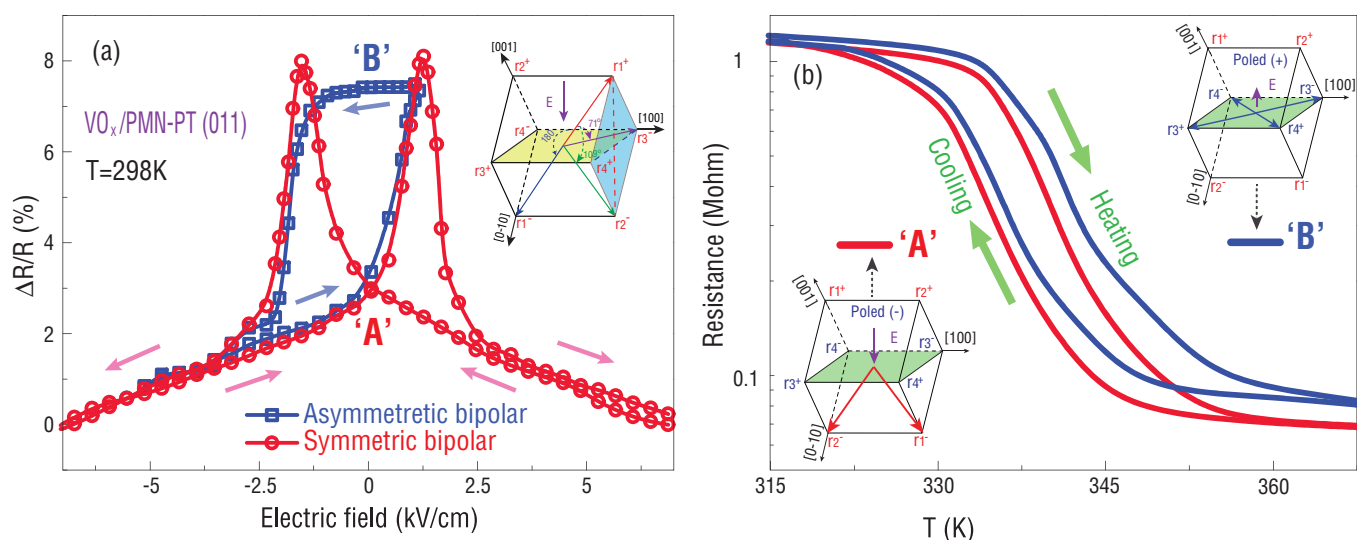 (a)
ΔR/R (%)
8
6
4
2
0
VOx/PMN-PT (011)
T=298K
'B'
'A'
Asymmetretic bipolar
Symmetric bipolar
-5
-2.5
0
2.5
5
Electric field (kV/cm)
[001]
r2+
r1+
E
[100]
r4-
71°
r3-
180°
109°
r3+
r4+
r1-
r2-
[0-10]
(b)
Resistance (Mohm)
1
0.1
Cooling
Heating
'A'
'B'
[001]
r1+
r2+
Poled (+)
E
[100]
r4-
r3-
r3+
r4+
r2-
r1-
[0-10]
[001]
r1+
r2+
Poled (-)
E
r4-
r3-
[100]
r3+
r4+
r2-
r1-
[0-10]
315
330
345
360
T (K)